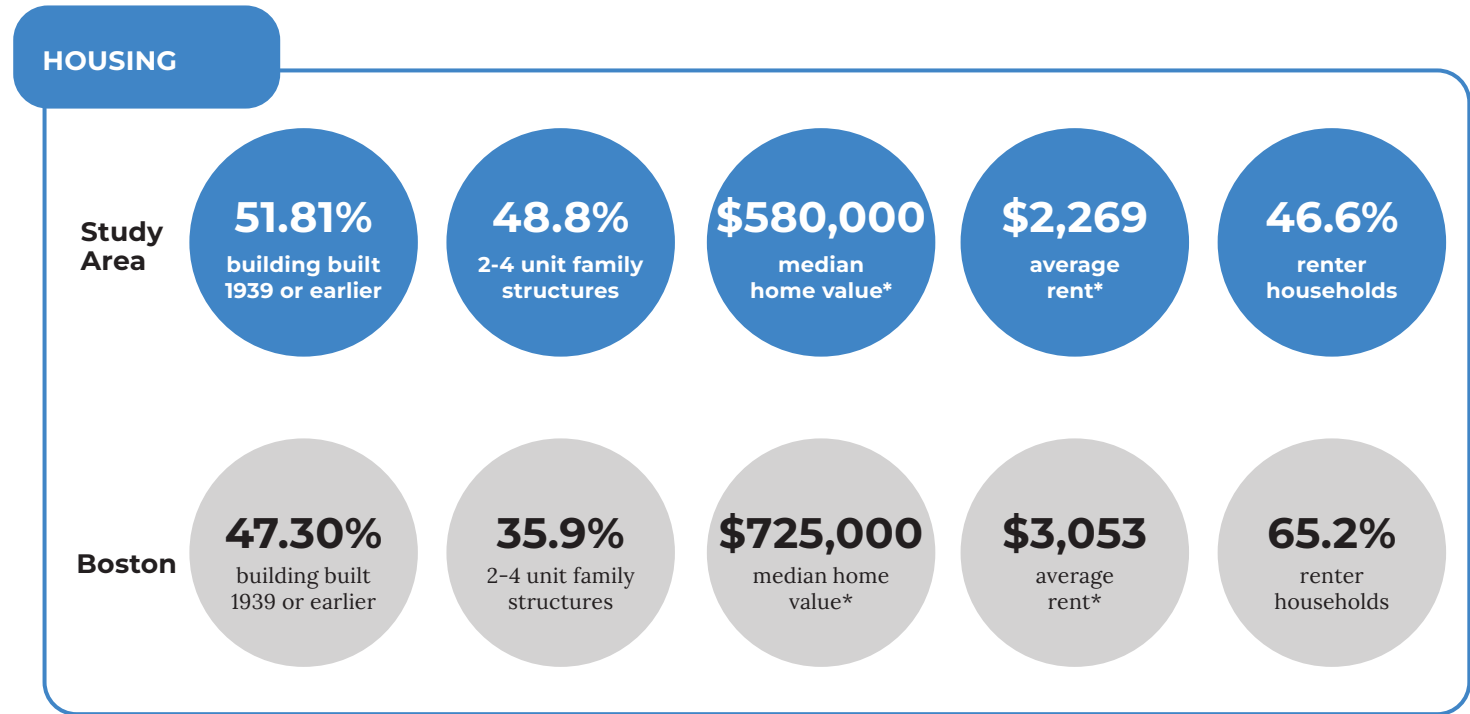 HOUSING
Study
Area
51.81%
building built
1939 or earlier
48.8%
2-4 unit family
structures
$580,000
median
home value*
$2,269
average
rent*
46.6%
renter
households
Boston
47.30%
building built
1939 or earlier
35.9%
2-4 unit family
structures
$725,000
median home
value*
$3,053
average
rent*
65.2%
renter
households